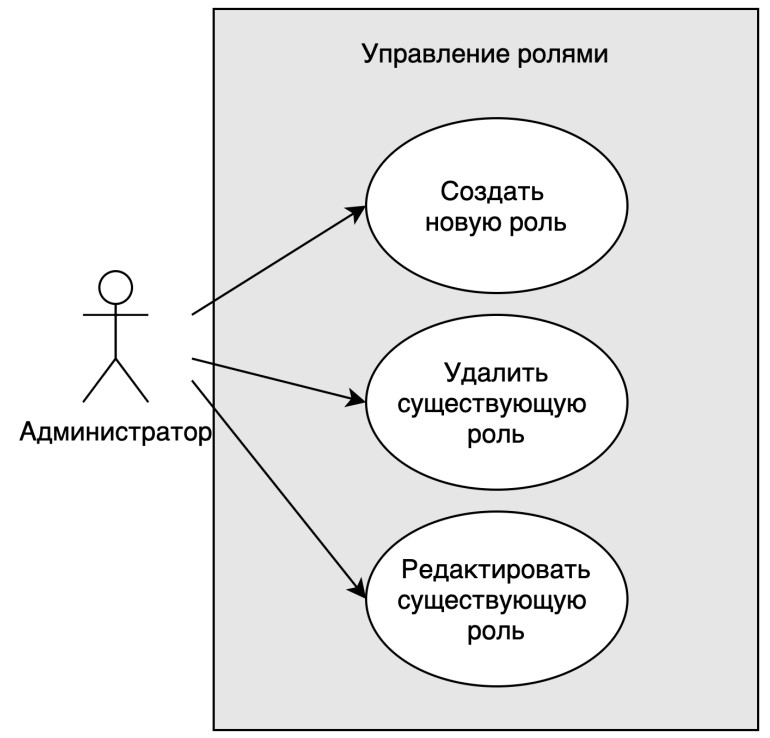 Управление ролями
Создать
новую роль
Удалить
существующую
роль
Администратор
Редактировать
существующую
роль